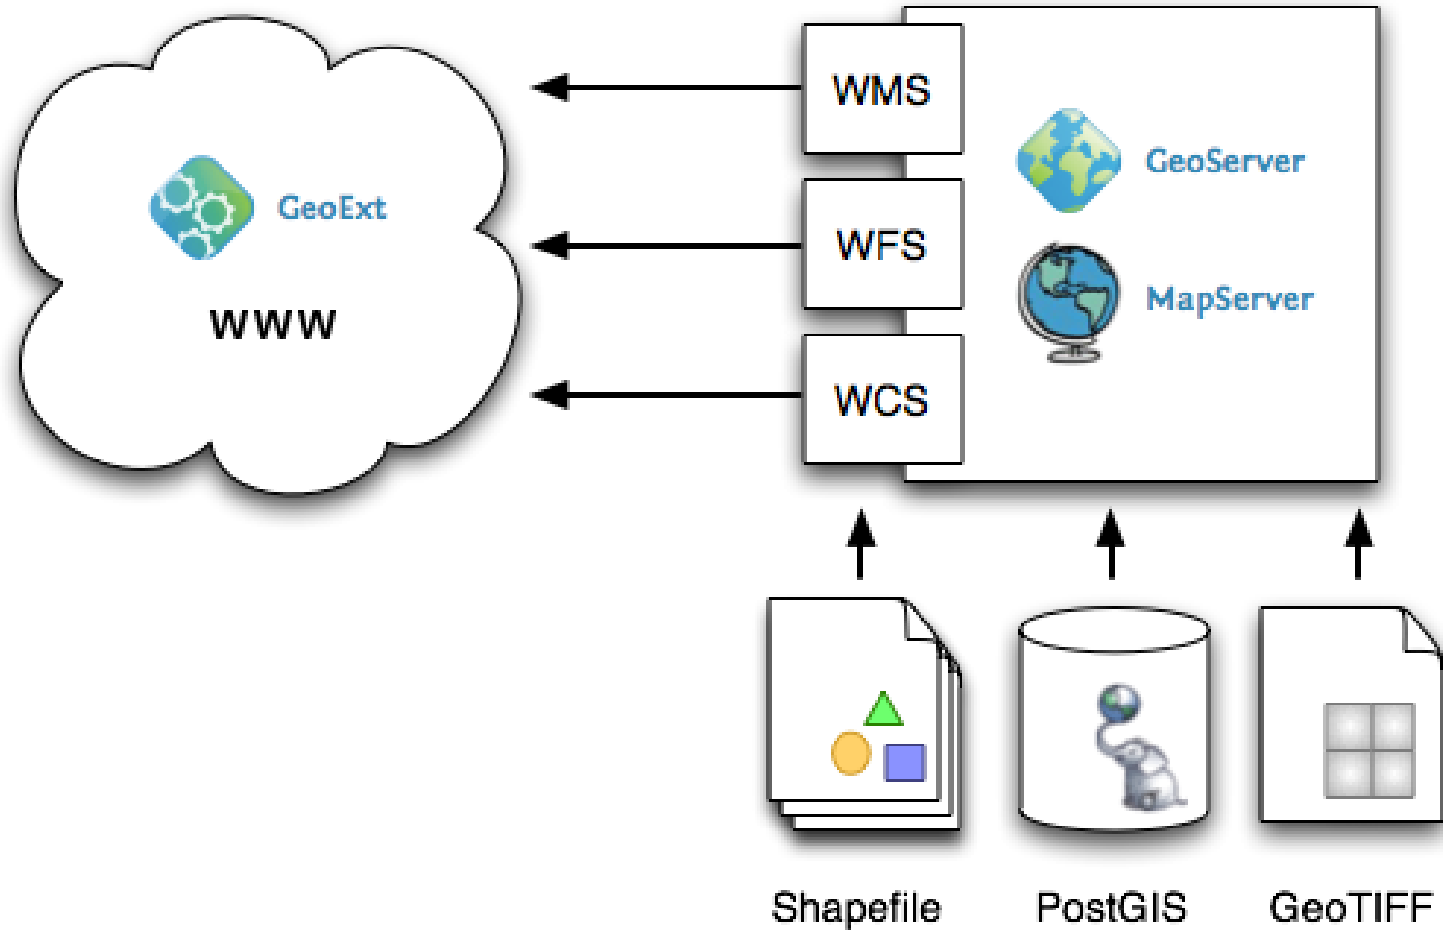 WMS
GeoServer
GeoExt
WFS
MapServer
WWW
WCS
Shapefile
PostGIS
GeoTIFF